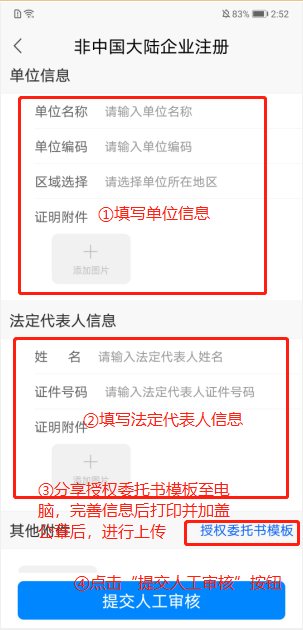 83% 2:52
非中国大陆企业注册
单位信息
单位名称 请输入单位名称
单位编码 请输入单位编码
区域选择 请选择单位所在地区
证明附件
①填写单位信息
添加图片
法定代表人信息
姓 名 请输入法定代表人姓名
证件号码 请输入法定代表人证件号码
②填写法定代表人信息
证明附件
添加图片
③分享授权委托书模板至电
脑，完善信息后打印并加盖
公章后，进行上传
其他附件
授权委托书模板
④点击“提交人工审核”按钮
提交人工审核